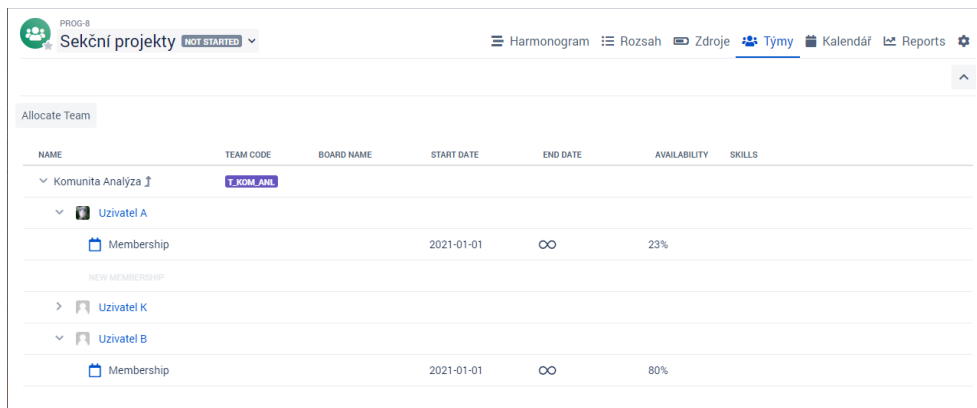 PROG-8
Sekční projekty NOT STARTED
Harmonogram Rozsah Zdroje Týmy Kalendář Reports
Allocate Team
NAME TEAM CODE BOARD NAME START DATE END DATE AVAILABILITY SKILLS
Komunita Analýza T_KOM_ANL
Uzivatel A
Membership 2021-01-01 ∞ 23%
NEW MEMBERSHIP
Uzivatel K
Uzivatel B
Membership 2021-01-01 ∞ 80%